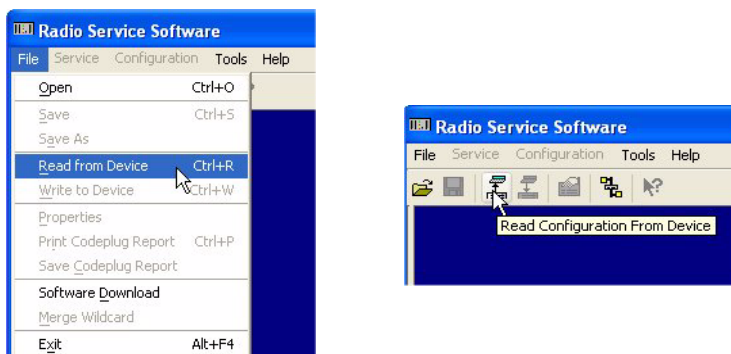 Radio Service Software
File Service Configuration Tools Help
Open Ctrl+O
Save Ctrl+S
Save As
Read from Device Ctrl+R
Write to Device Ctrl+W
Properties
Print Codeplug Report Ctrl+P
Save Codeplug Report
Software Download
Merge Wildcard
Exit Alt+F4
Radio Service Software
File Service Configuration Tools Help
Read Configuration From Device